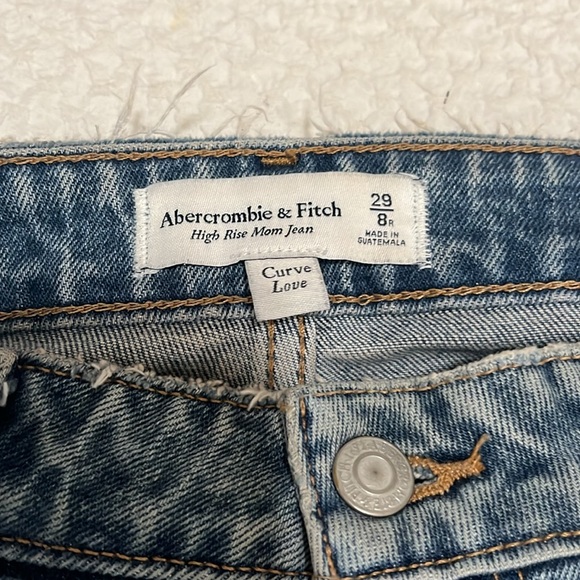 Abercrombie & Fitch
High Rise Mom Jean
29
8R
MADE IN
GUATEMALA
Curve
Love